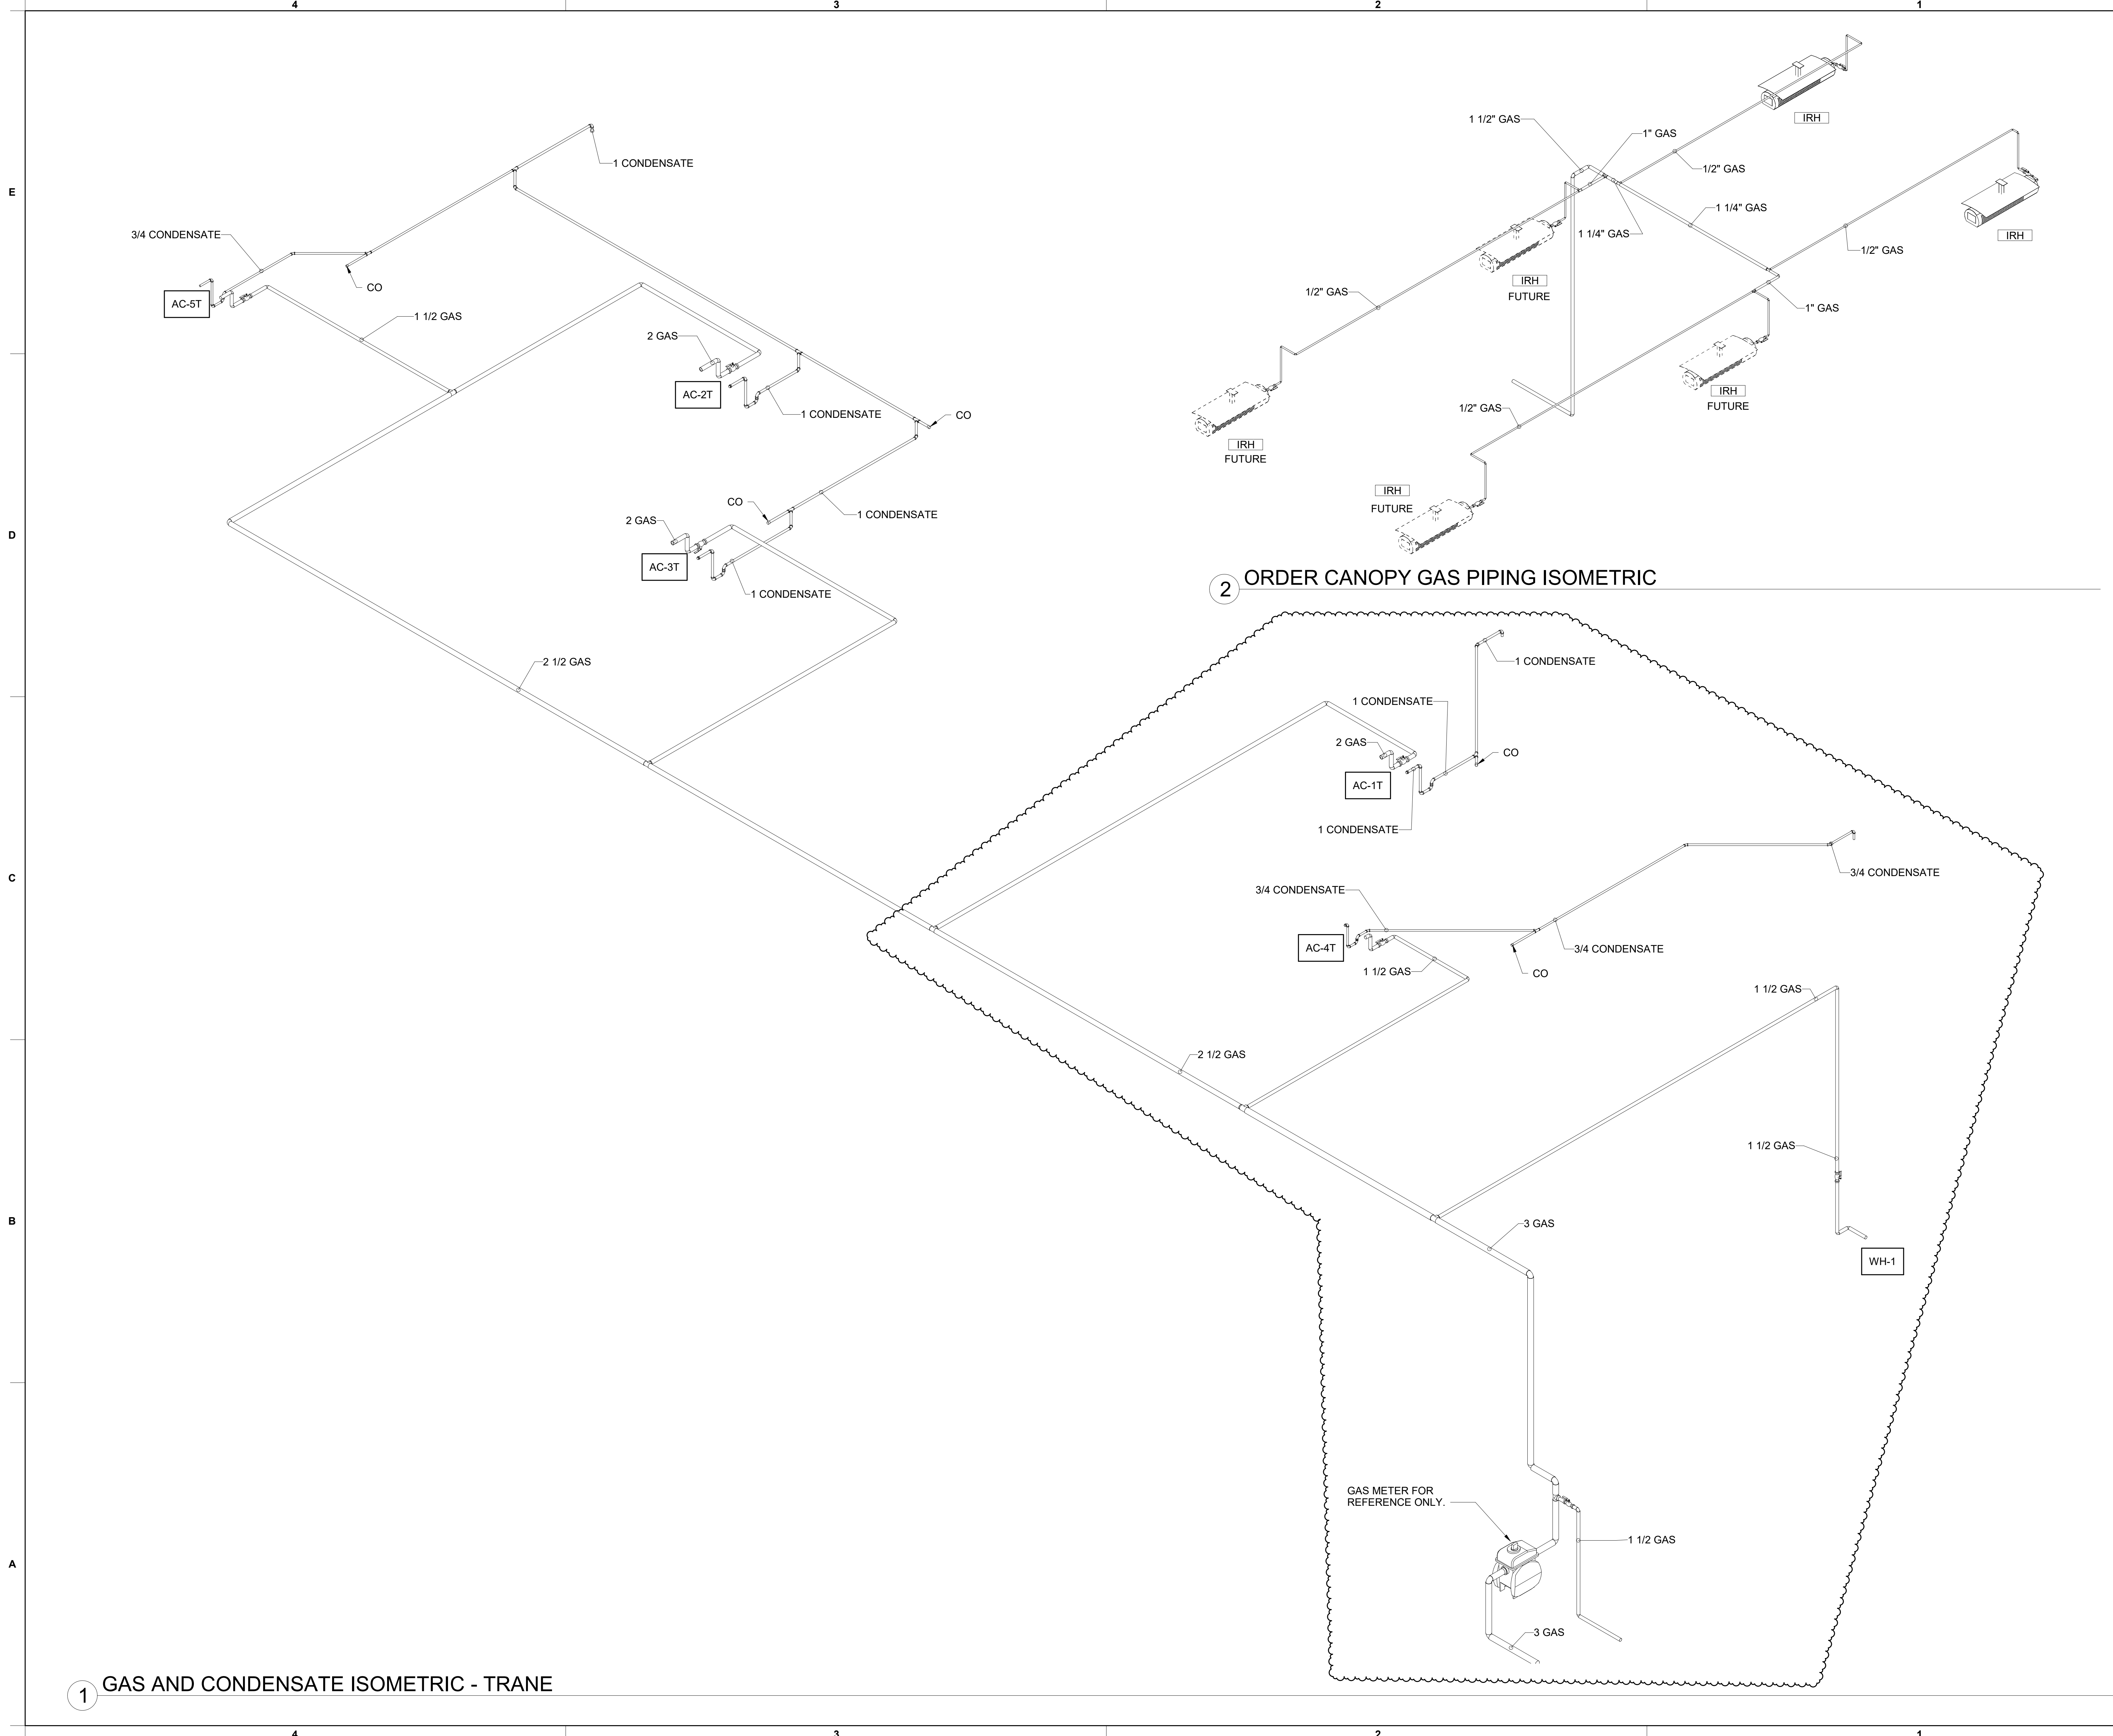 4
3
2
1
E
D
C
B
A
1 CONDENSATE
3/4 CONDENSATE
CO
AC-5T
1 1/2 GAS
2 GAS
AC-2T
1 CONDENSATE
CO
CO
1 CONDENSATE
2 GAS
AC-3T
1 CONDENSATE
2 1/2 GAS
1 1/2" GAS
1" GAS
IRH
1/2" GAS
1 1/4" GAS
1 1/4" GAS
IRH
1/2" GAS
IRH
FUTURE
1/2" GAS
1" GAS
IRH
FUTURE
1/2" GAS
IRH
FUTURE
IRH
FUTURE
2 ORDER CANOPY GAS PIPING ISOMETRIC
1 CONDENSATE
1 CONDENSATE
2 GAS
CO
AC-1T
1 CONDENSATE
3/4 CONDENSATE
3/4 CONDENSATE
AC-4T
3/4 CONDENSATE
1 1/2 GAS
CO
1 1/2 GAS
2 1/2 GAS
1 1/2 GAS
3 GAS
WH-1
GAS METER FOR
REFERENCE ONLY.
1 1/2 GAS
3 GAS
1 GAS AND CONDENSATE ISOMETRIC - TRANE
4
3
2
1